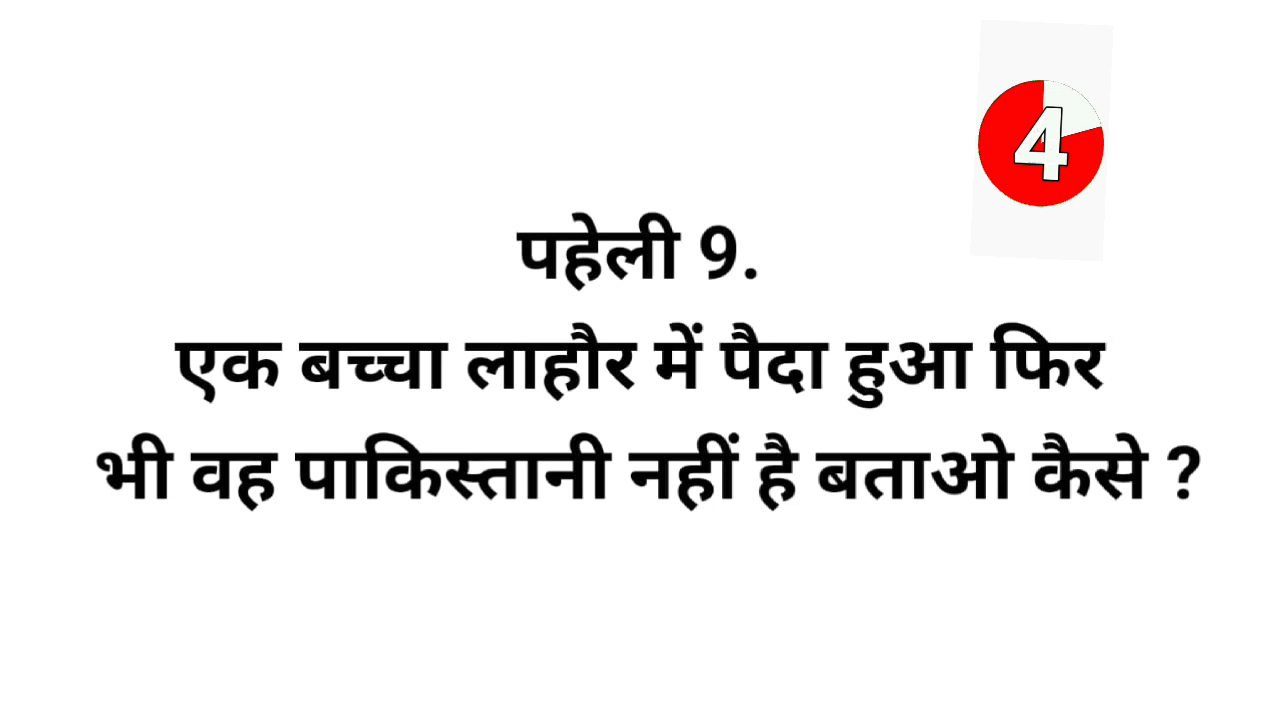 4
पहेली 9.
एक बच्चा लाहौर में पैदा हुआ फिर
भी वह पाकिस्तानी नहीं है बताओ कैसे ?